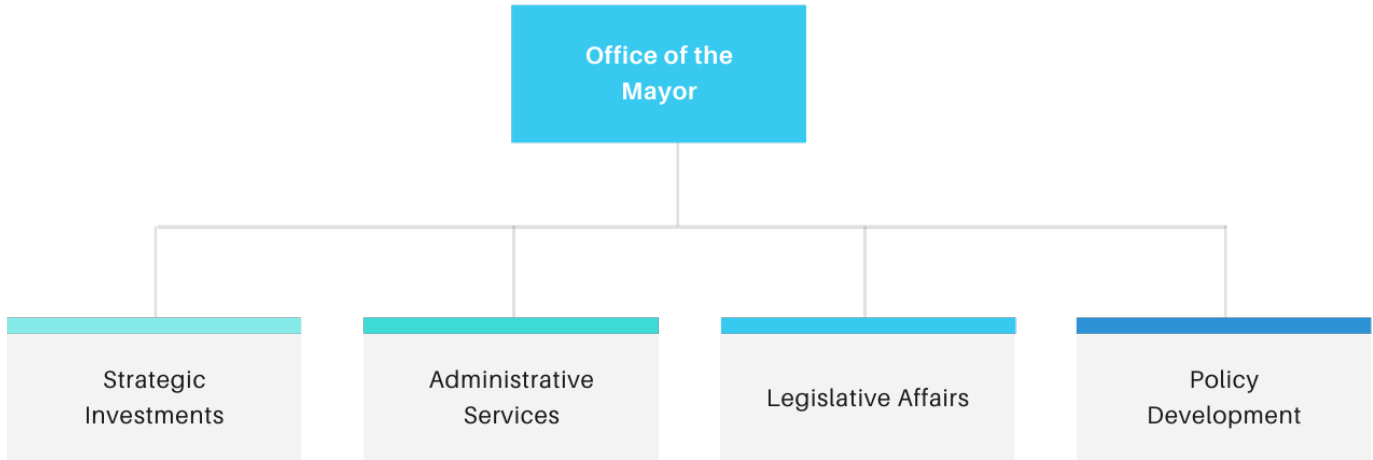 Office of the
Mayor
Strategic
Investments
Administrative
Services
Legislative Affairs
Policy
Development